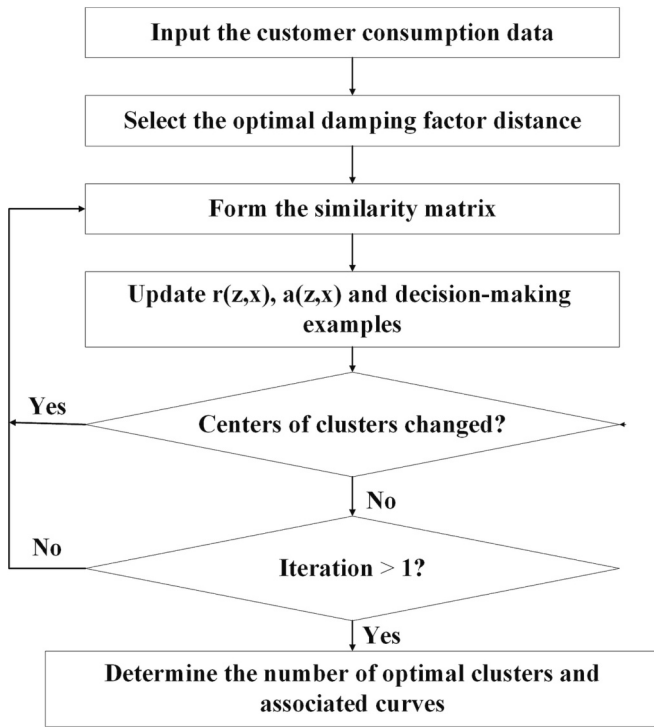 Input the customer consumption data
Select the optimal damping factor distance
Form the similarity matrix
Update r(z,x), a(z,x) and decision-making
examples
Yes
Centers of clusters changed?
No
No
Iteration > 1?
Yes
Determine the number of optimal clusters and
associated curves